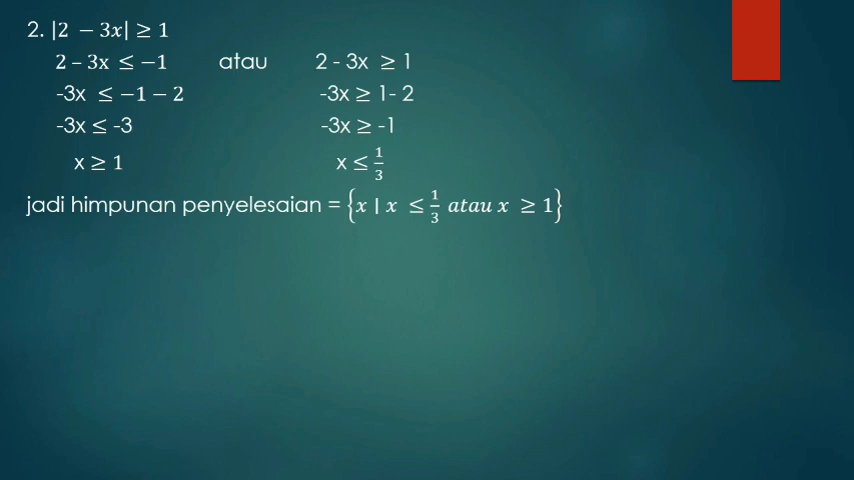 2. |2 − 3x| ≥ 1
2 – 3x ≤ −1 atau 2 - 3x ≥ 1
-3x ≤ −1 − 2 -3x ≥ 1- 2
-3x ≤ -3 -3x ≥ -1
x ≥ 1 x ≤ 1/3
jadi himpunan penyelesaian = {x | x ≤ 1/3 atau x ≥ 1}